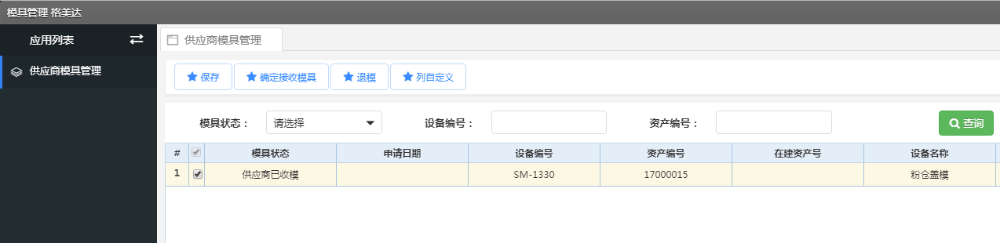 模具管理 格美达
应用列表
供应商模具管理
供应商模具管理
保存 确定接收模具 退模 列自定义
模具状态： 请选择 设备编号： 资产编号： 查询
# 模具状态 申请日期 设备编号 资产编号 在建资产号 设备名称
1 供应商已收模 SM-1330 17000015 粉仓盖模